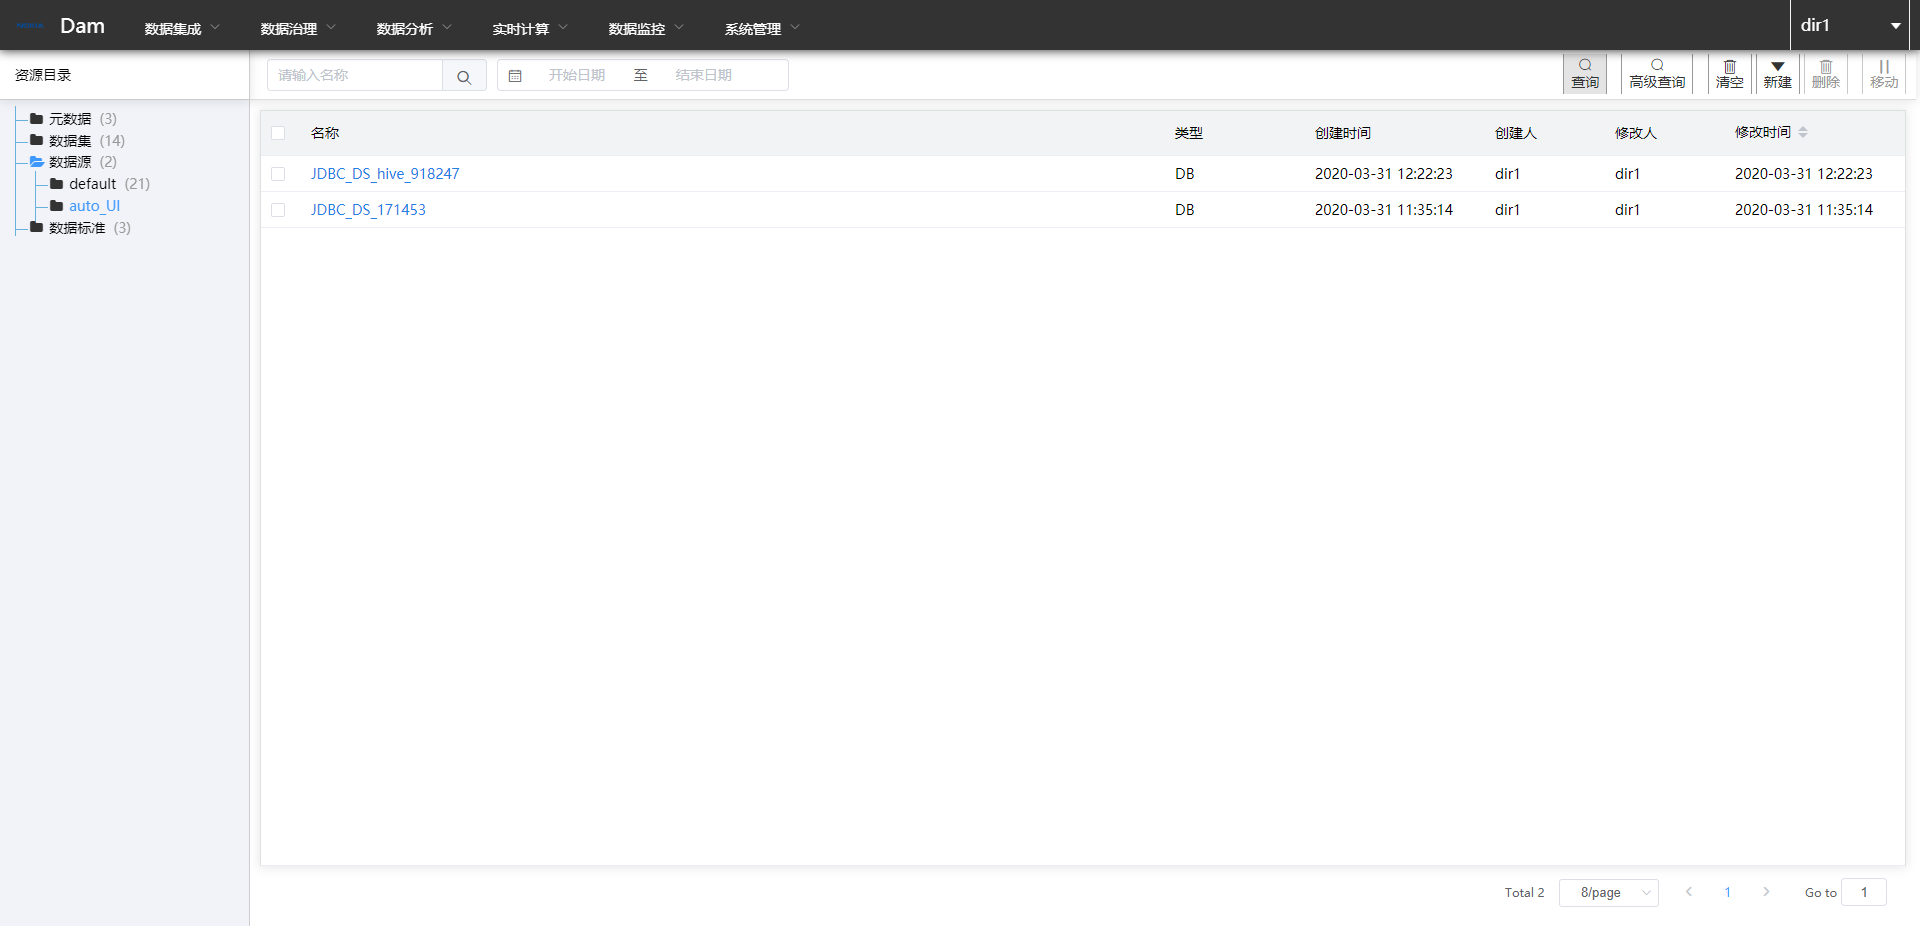 Dam 数据集成 数据治理 数据分析 实时计算 数据监控 系统管理 dir1
资源目录
请输入名称 开始日期 至 结束日期 查询 高级查询 清空 新建 删除 移动
元数据 (3)
数据集 (14)
数据源 (2)
default (21)
auto_UI
数据标准 (3)
名称 类型 创建时间 创建人 修改人 修改时间
JDBC_DS_hive_918247 DB 2020-03-31 12:22:23 dir1 dir1 2020-03-31 12:22:23
JDBC_DS_171453 DB 2020-03-31 11:35:14 dir1 dir1 2020-03-31 11:35:14
Total 2 8/page 1 Go to 1